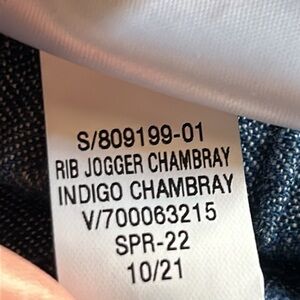 S/809199-01
RIB JOGGER CHAMBRAY
INDIGO CHAMBRAY
V/700063215
SPR-22
10/21